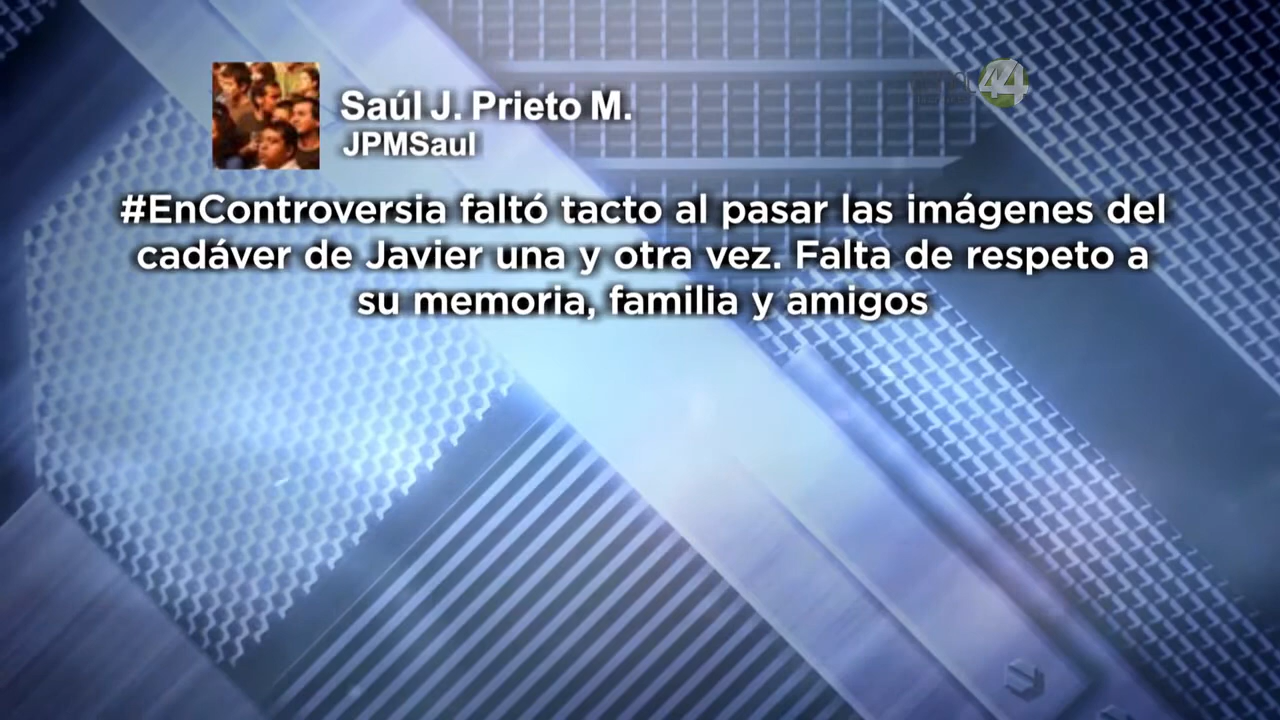 Saúl J. Prieto M.
JPMSaul
44
#EnControversia faltó tacto al pasar las imágenes del
cadáver de Javier una y otra vez. Falta de respeto a
su memoria, familia y amigos